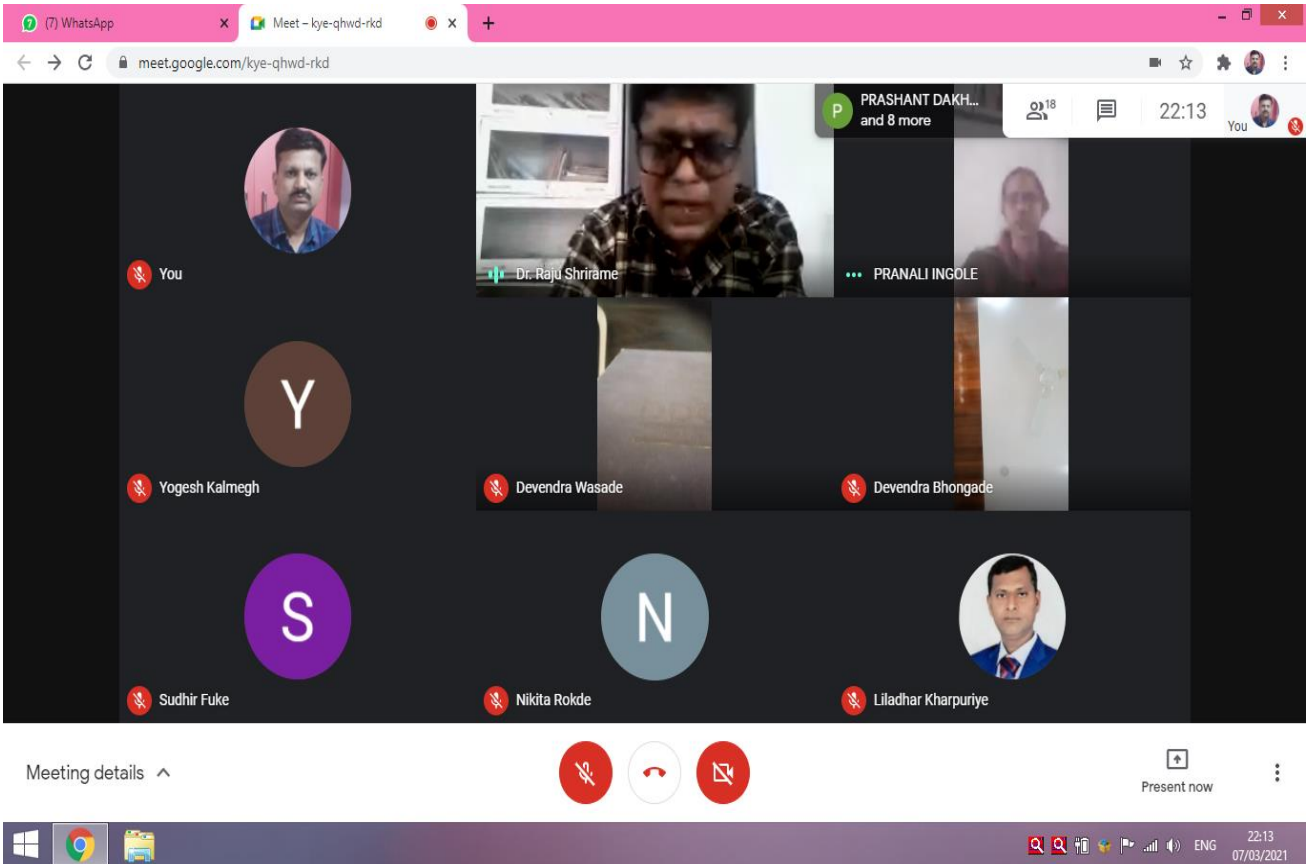 (7) WhatsApp
Meet – kye-qhwd-rkd
meet.google.com/kye-qhwd-rkd
P
PRASHANT DAKH...
and 8 more
18
22:13
You
You
Dr. Raju Shrirame
PRANALI INGOLE
Y
Yogesh Kalmegh
Devendra Wasade
Devendra Bhongade
S
Sudhir Fuke
N
Nikita Rokde
Liladhar Kharpuriye
Meeting details
Present now
ENG
22:13
07/03/2021